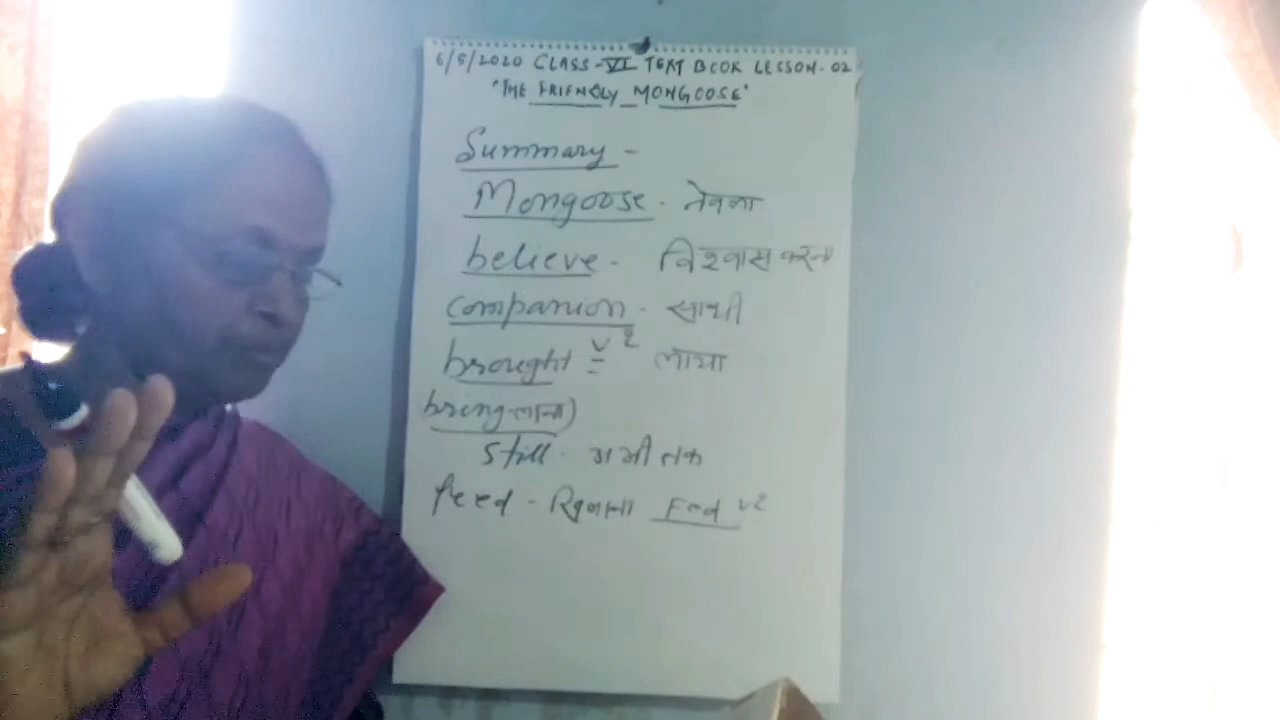 6/5/2020 CLASS-VI TEXT BOOK LESSON-02
"THE FRIENDLY MONGOOSE"
Summary -
Mongoose - नेवला
believe - विश्वास करना
companion - साथी
brought = v2 लाया
bring-लाना)
Still - अभी तक
feed - खिलाना Fed v2